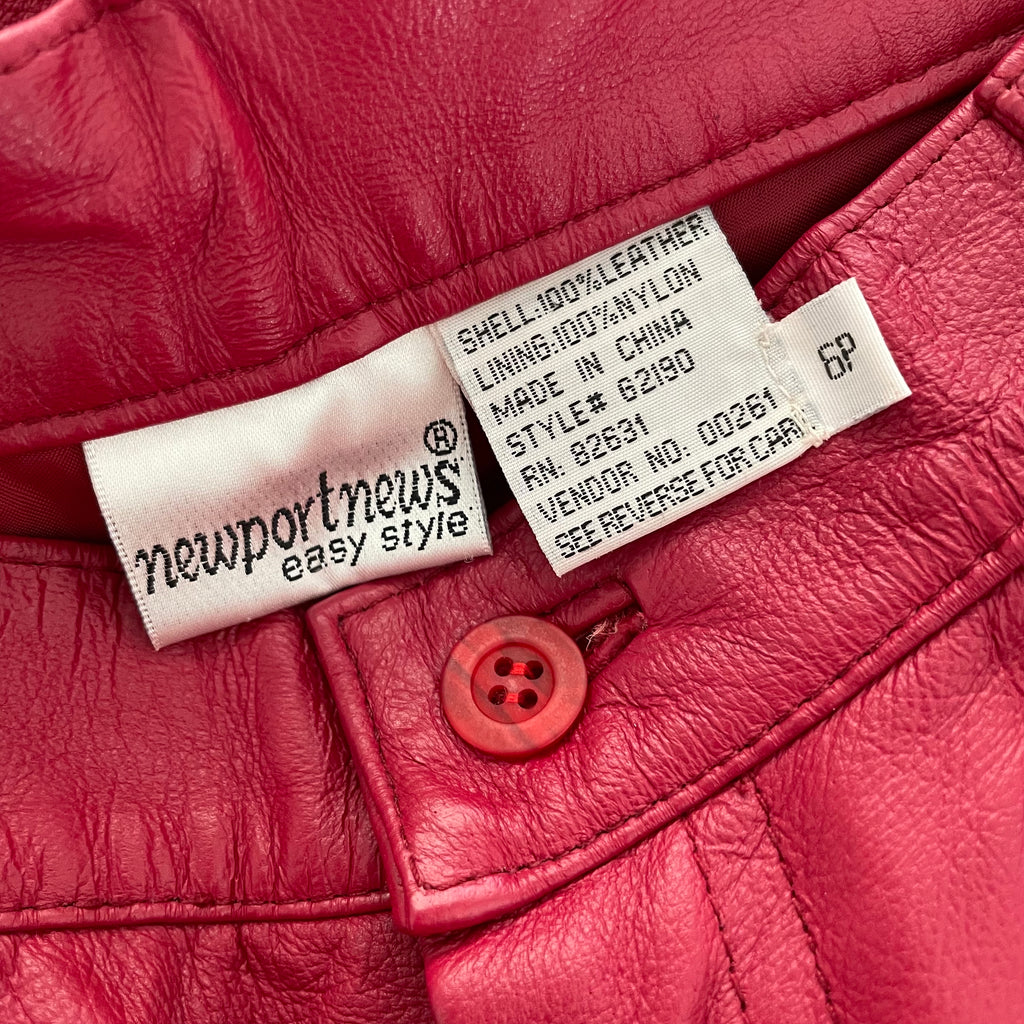 newportnews®
easy style
SHELL:100%LEATHER
LINING:100%NYLON
MADE IN CHINA
STYLE# 62190
RN. 82631
VENDOR NO. 00261
SEE REVERSE FOR CARE
6P